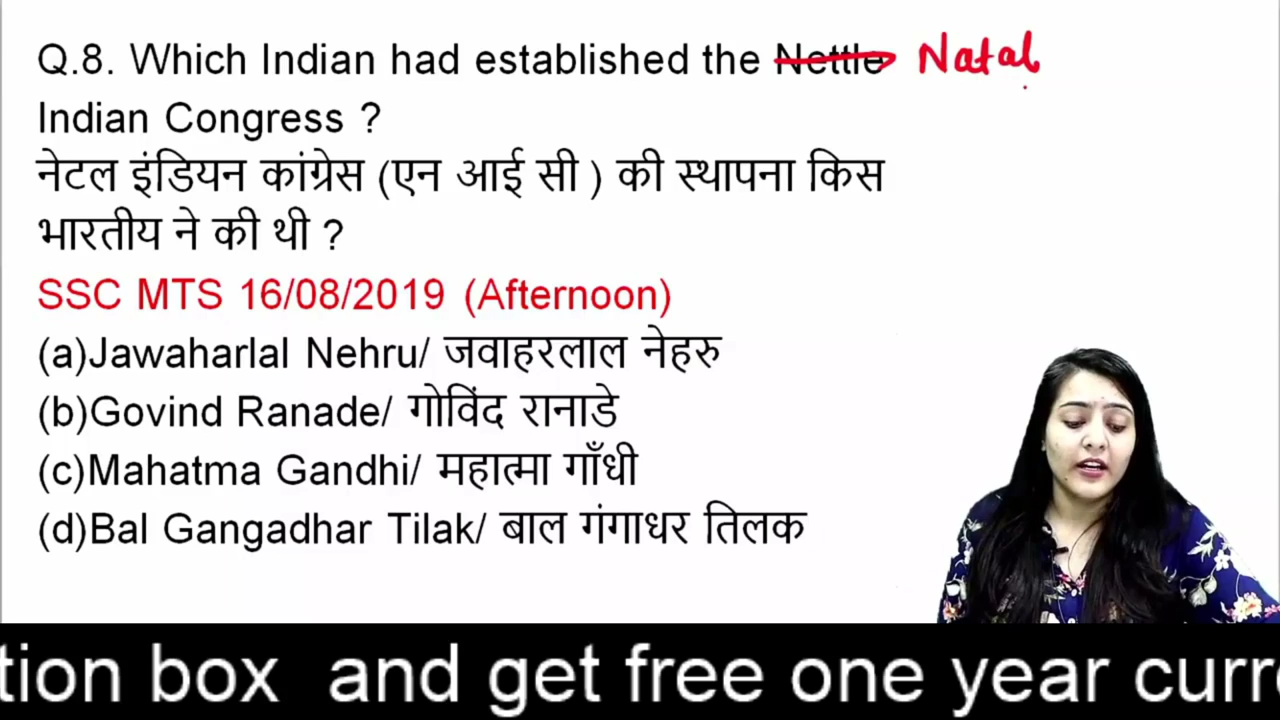 Q.8. Which Indian had established the Nettle Natal
Indian Congress ?
नेटल इंडियन कांग्रेस (एन आई सी ) की स्थापना किस
भारतीय ने की थी ?
SSC MTS 16/08/2019 (Afternoon)
(a)Jawaharlal Nehru/ जवाहरलाल नेहरु
(b)Govind Ranade/ गोविंद रानाडे
(c)Mahatma Gandhi/ महात्मा गाँधी
(d)Bal Gangadhar Tilak/ बाल गंगाधर तिलक
tion box and get free one year curr